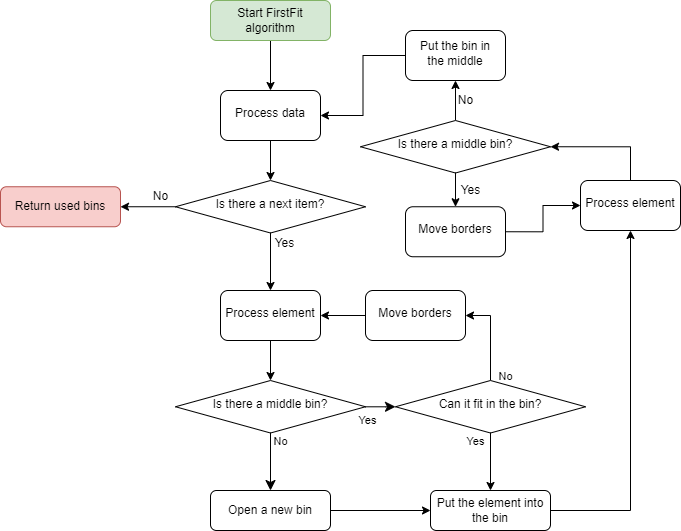 Start FirstFit
algorithm
Put the bin in
the middle
Process data
No
Is there a middle bin?
No
Yes
Return used bins
Is there a next item?
Process element
Move borders
Yes
Process element
Move borders
No
Is there a middle bin?
Can it fit in the bin?
Yes
No
Yes
Open a new bin
Put the element into
the bin